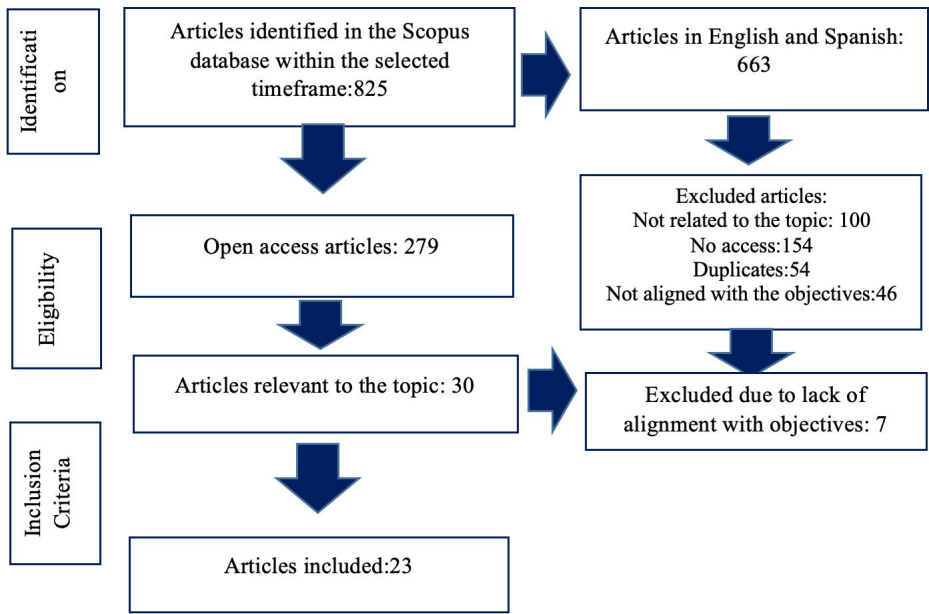 Identificati
on
Articles identified in the Scopus
database within the selected
timeframe:825
Articles in English and Spanish:
663
Excluded articles:
Not related to the topic: 100
No access:154
Duplicates:54
Not aligned with the objectives:46
Eligibility
Open access articles: 279
Articles relevant to the topic: 30
Excluded due to lack of
alignment with objectives: 7
Inclusion
Criteria
Articles included:23